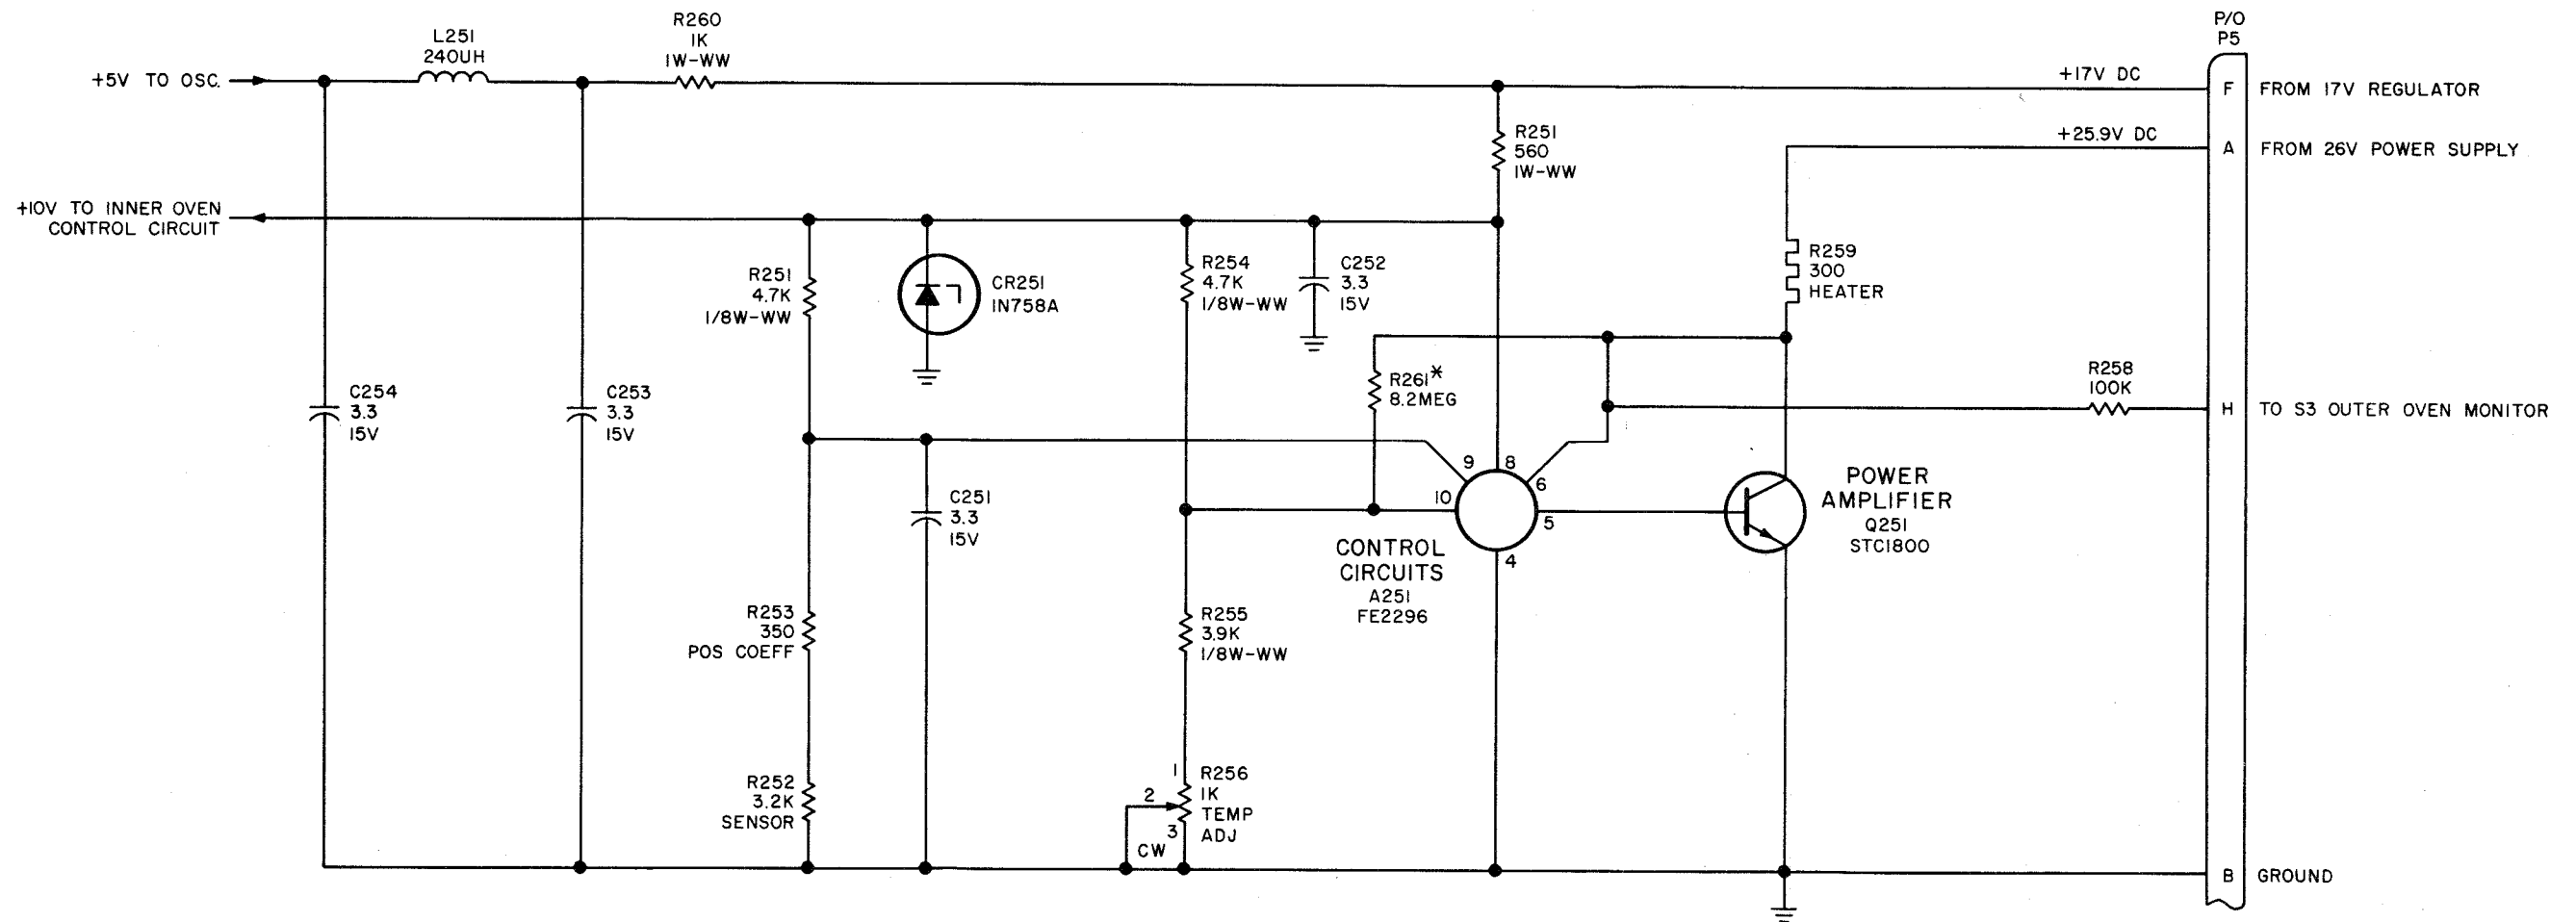 P/O
P5
R260
1K
1W-WW
L251
240UH
+5V TO OSC.
+17V DC
F FROM 17V REGULATOR
R251
560
1W-WW
+25.9V DC
A FROM 26V POWER SUPPLY
+10V TO INNER OVEN
CONTROL CIRCUIT
R251
4.7K
1/8W-WW
CR251
1N758A
R254
4.7K
1/8W-WW
C252
3.3
15V
R259
300
HEATER
C254
3.3
15V
C253
3.3
15V
R261*
8.2MEG
R258
100K
H TO S3 OUTER OVEN MONITOR
C251
3.3
15V
9
8
6
10
5
4
CONTROL
CIRCUITS
A251
FE2296
POWER
AMPLIFIER
Q251
STC1800
R253
350
POS COEFF
R255
3.9K
1/8W-WW
R252
3.2K
SENSOR
1
2
3
CW
R256
1K
TEMP
ADJ
B GROUND